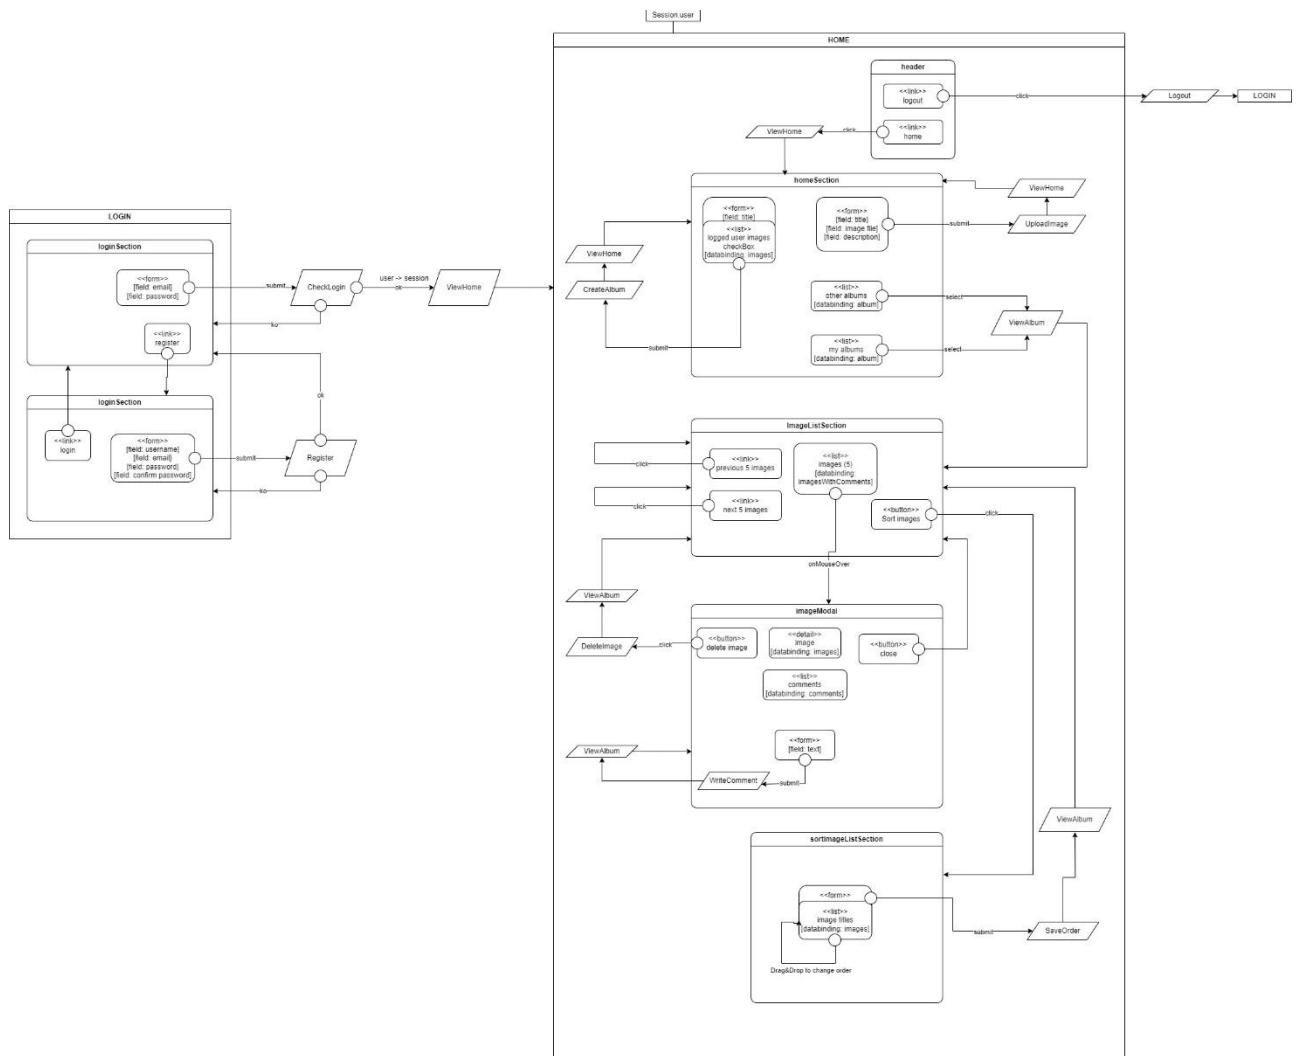 Session.user
HOME
header
<<link>>
logout
click
Logout
LOGIN
<<link>>
home
click
ViewHome
homeSection
<<form>>
[field: title]
<<list>>
logged user images
checkBox
[databinding: images]
<<form>>
[field: title]
[field: image file]
[field: description]
submit
UploadImage
ViewHome
ViewHome
CreateAlbum
submit
<<list>>
other albums
[databinding: album]
select
ViewAlbum
<<list>>
my albums
[databinding: album]
select
LOGIN
loginSection
<<form>>
[field: email]
[field: password]
submit
CheckLogin
user -> session
ok
ViewHome
ko
<<link>>
register
ok
loginSection
<<link>>
login
<<form>>
[field: username]
[field: email]
[field: password]
[field: confirm password]
submit
Register
ko
ImageListSection
<<link>>
previous 5 images
click
<<link>>
next 5 images
click
<<list>>
images (5)
[databinding:
imagesWithComments]
<<button>>
Sort images
click
onMouseOver
ViewAlbum
DeleteImage
click
imageModal
<<button>>
delete image
<<detail>>
image
[databinding: images]
<<button>>
close
<<list>>
comments
[databinding: comments]
<<form>>
[field: text]
submit
WriteComment
ViewAlbum
ViewAlbum
sortImageListSection
<<form>>
<<list>>
image titles
[databinding: images]
Drag&Drop to change order
submit
SaveOrder